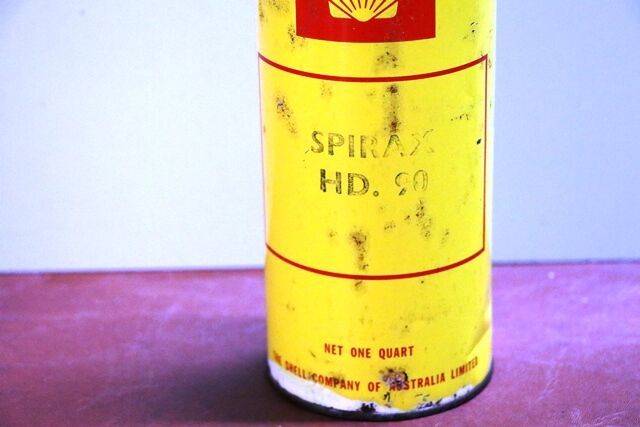 SPIRAX
HD. 90
NET ONE QUART
THE SHELL COMPANY OF AUSTRALIA LIMITED